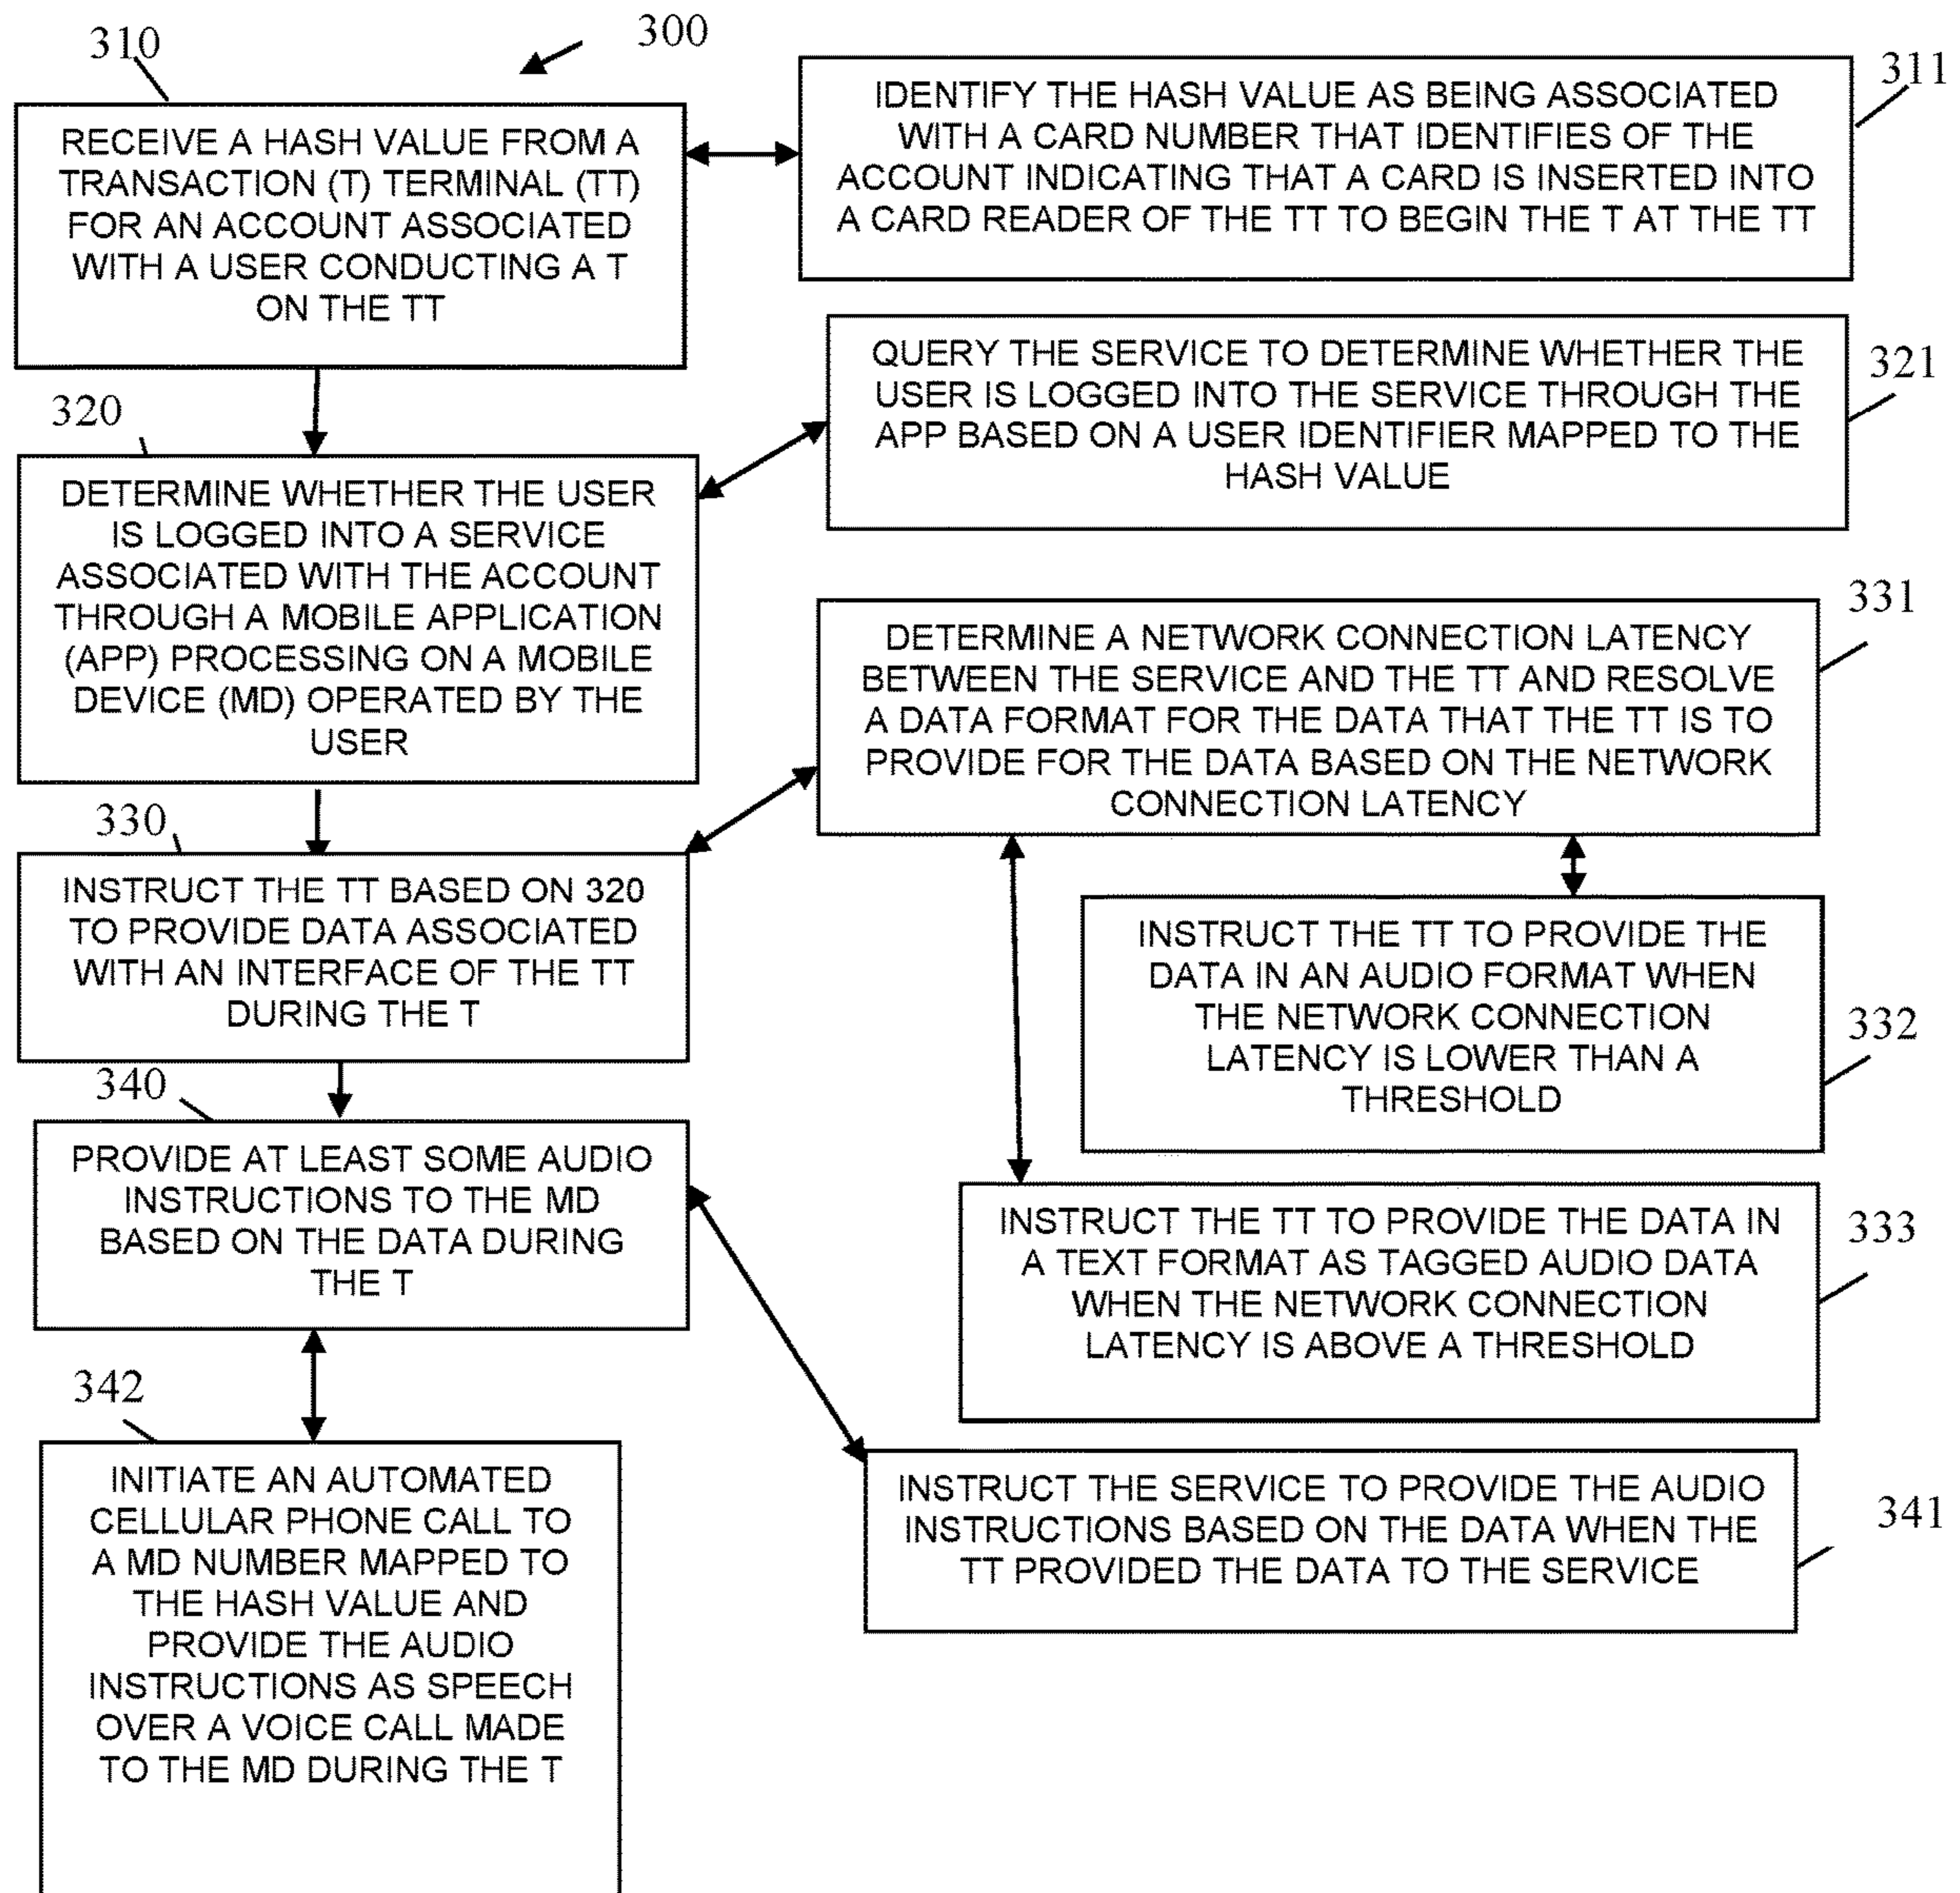 310
300
RECEIVE A HASH VALUE FROM A
TRANSACTION (T) TERMINAL (TT)
FOR AN ACCOUNT ASSOCIATED
WITH A USER CONDUCTING A T
ON THE TT
311
IDENTIFY THE HASH VALUE AS BEING ASSOCIATED
WITH A CARD NUMBER THAT IDENTIFIES OF THE
ACCOUNT INDICATING THAT A CARD IS INSERTED INTO
A CARD READER OF THE TT TO BEGIN THE T AT THE TT
320
DETERMINE WHETHER THE USER
IS LOGGED INTO A SERVICE
ASSOCIATED WITH THE ACCOUNT
THROUGH A MOBILE APPLICATION
(APP) PROCESSING ON A MOBILE
DEVICE (MD) OPERATED BY THE
USER
321
QUERY THE SERVICE TO DETERMINE WHETHER THE
USER IS LOGGED INTO THE SERVICE THROUGH THE
APP BASED ON A USER IDENTIFIER MAPPED TO THE
HASH VALUE
330
INSTRUCT THE TT BASED ON 320
TO PROVIDE DATA ASSOCIATED
WITH AN INTERFACE OF THE TT
DURING THE T
331
DETERMINE A NETWORK CONNECTION LATENCY
BETWEEN THE SERVICE AND THE TT AND RESOLVE
A DATA FORMAT FOR THE DATA THAT THE TT IS TO
PROVIDE FOR THE DATA BASED ON THE NETWORK
CONNECTION LATENCY
332
INSTRUCT THE TT TO PROVIDE THE
DATA IN AN AUDIO FORMAT WHEN
THE NETWORK CONNECTION
LATENCY IS LOWER THAN A
THRESHOLD
333
INSTRUCT THE TT TO PROVIDE THE DATA IN
A TEXT FORMAT AS TAGGED AUDIO DATA
WHEN THE NETWORK CONNECTION
LATENCY IS ABOVE A THRESHOLD
340
PROVIDE AT LEAST SOME AUDIO
INSTRUCTIONS TO THE MD
BASED ON THE DATA DURING
THE T
341
INSTRUCT THE SERVICE TO PROVIDE THE AUDIO
INSTRUCTIONS BASED ON THE DATA WHEN THE
TT PROVIDED THE DATA TO THE SERVICE
342
INITIATE AN AUTOMATED
CELLULAR PHONE CALL TO
A MD NUMBER MAPPED TO
THE HASH VALUE AND
PROVIDE THE AUDIO
INSTRUCTIONS AS SPEECH
OVER A VOICE CALL MADE
TO THE MD DURING THE T